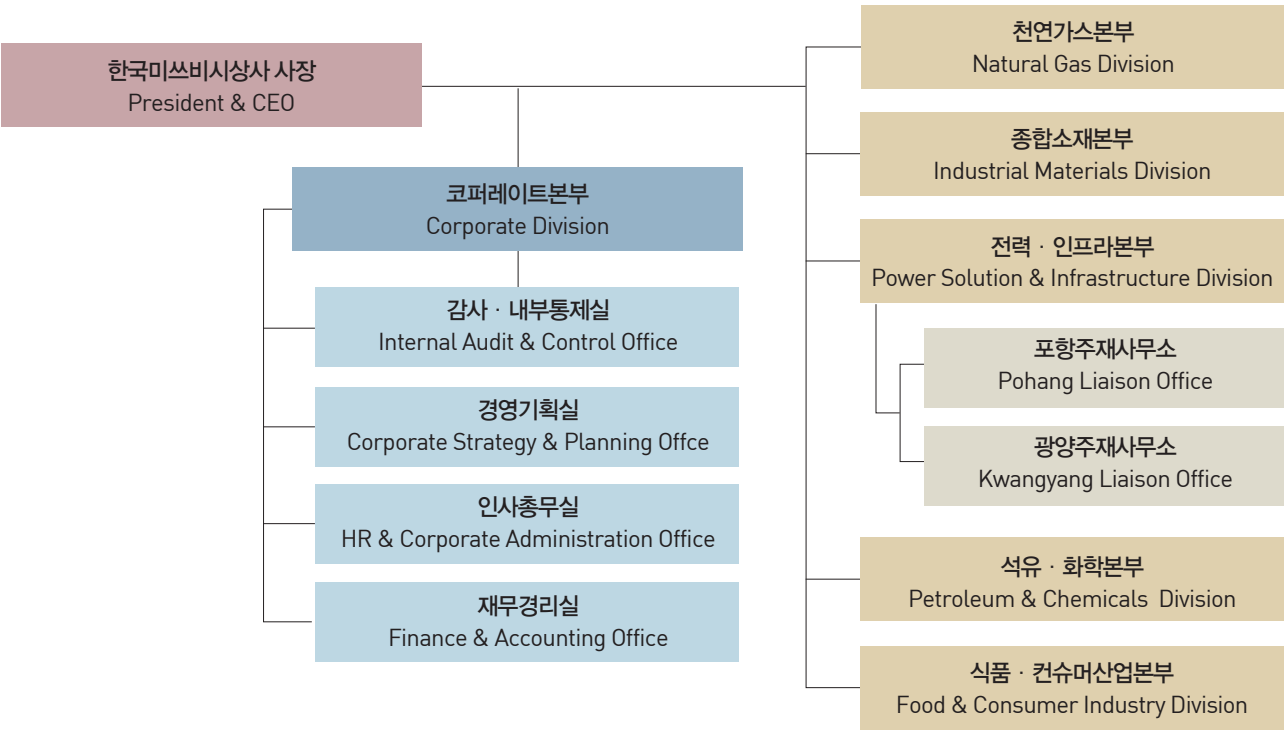 한국미쓰비시상사 사장
President & CEO
코퍼레이트본부
Corporate Division
감사 · 내부통제실
Internal Audit & Control Office
경영기획실
Corporate Strategy & Planning Offce
인사총무실
HR & Corporate Administration Office
재무경리실
Finance & Accounting Office
천연가스본부
Natural Gas Division
종합소재본부
Industrial Materials Division
전력 · 인프라본부
Power Solution & Infrastructure Division
포항주재사무소
Pohang Liaison Office
광양주재사무소
Kwangyang Liaison Office
석유 · 화학본부
Petroleum & Chemicals Division
식품 · 컨슈머산업본부
Food & Consumer Industry Division